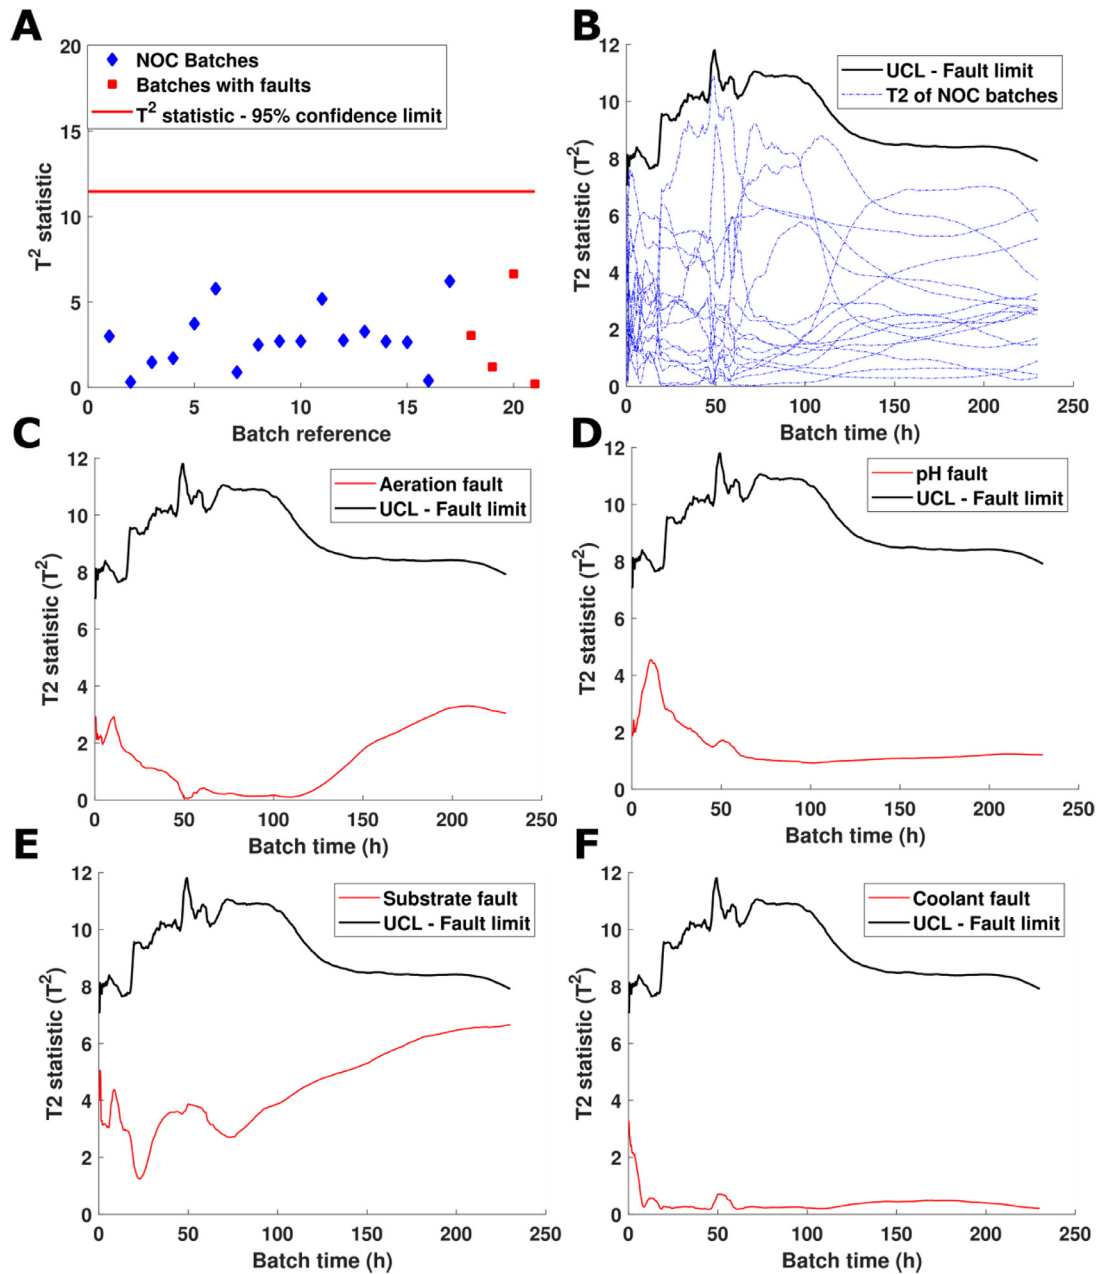 A
20
15
10
5
0
0
5
10
15
20
T² statistic
Batch reference
NOC Batches
Batches with faults
T² statistic - 95% confidence limit
B
12
10
8
6
4
2
0
0
50
100
150
200
250
T2 statistic (T²)
Batch time (h)
UCL - Fault limit
T2 of NOC batches
C
12
10
8
6
4
2
0
0
50
100
150
200
250
T2 statistic (T²)
Batch time (h)
Aeration fault
UCL - Fault limit
D
12
10
8
6
4
2
0
0
50
100
150
200
250
T2 statistic (T²)
Batch time (h)
pH fault
UCL - Fault limit
E
12
10
8
6
4
2
0
0
50
100
150
200
250
T2 statistic (T²)
Batch time (h)
Substrate fault
UCL - Fault limit
F
12
10
8
6
4
2
0
0
50
100
150
200
250
T2 statistic (T²)
Batch time (h)
Coolant fault
UCL - Fault limit